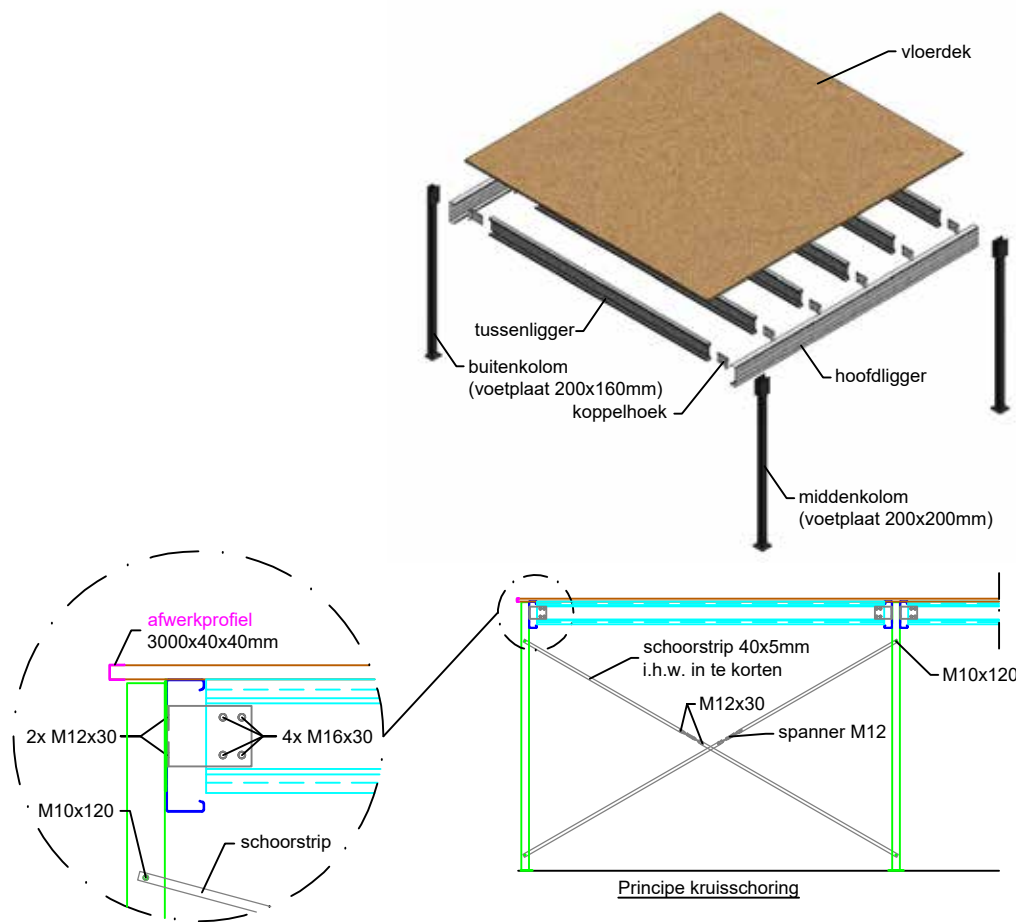 vloerdek
tussenligger
buitenkolom
(voetplaat 200x160mm)
koppelhoek
hoofdligger
middenkolom
(voetplaat 200x200mm)
afwerkprofiel
3000x40x40mm
2x M12x30
4x M16x30
M10x120
schoorstrip
schoorstrip 40x5mm
i.h.w. in te korten
M10x120
M12x30
spanner M12
Principe kruisschoring